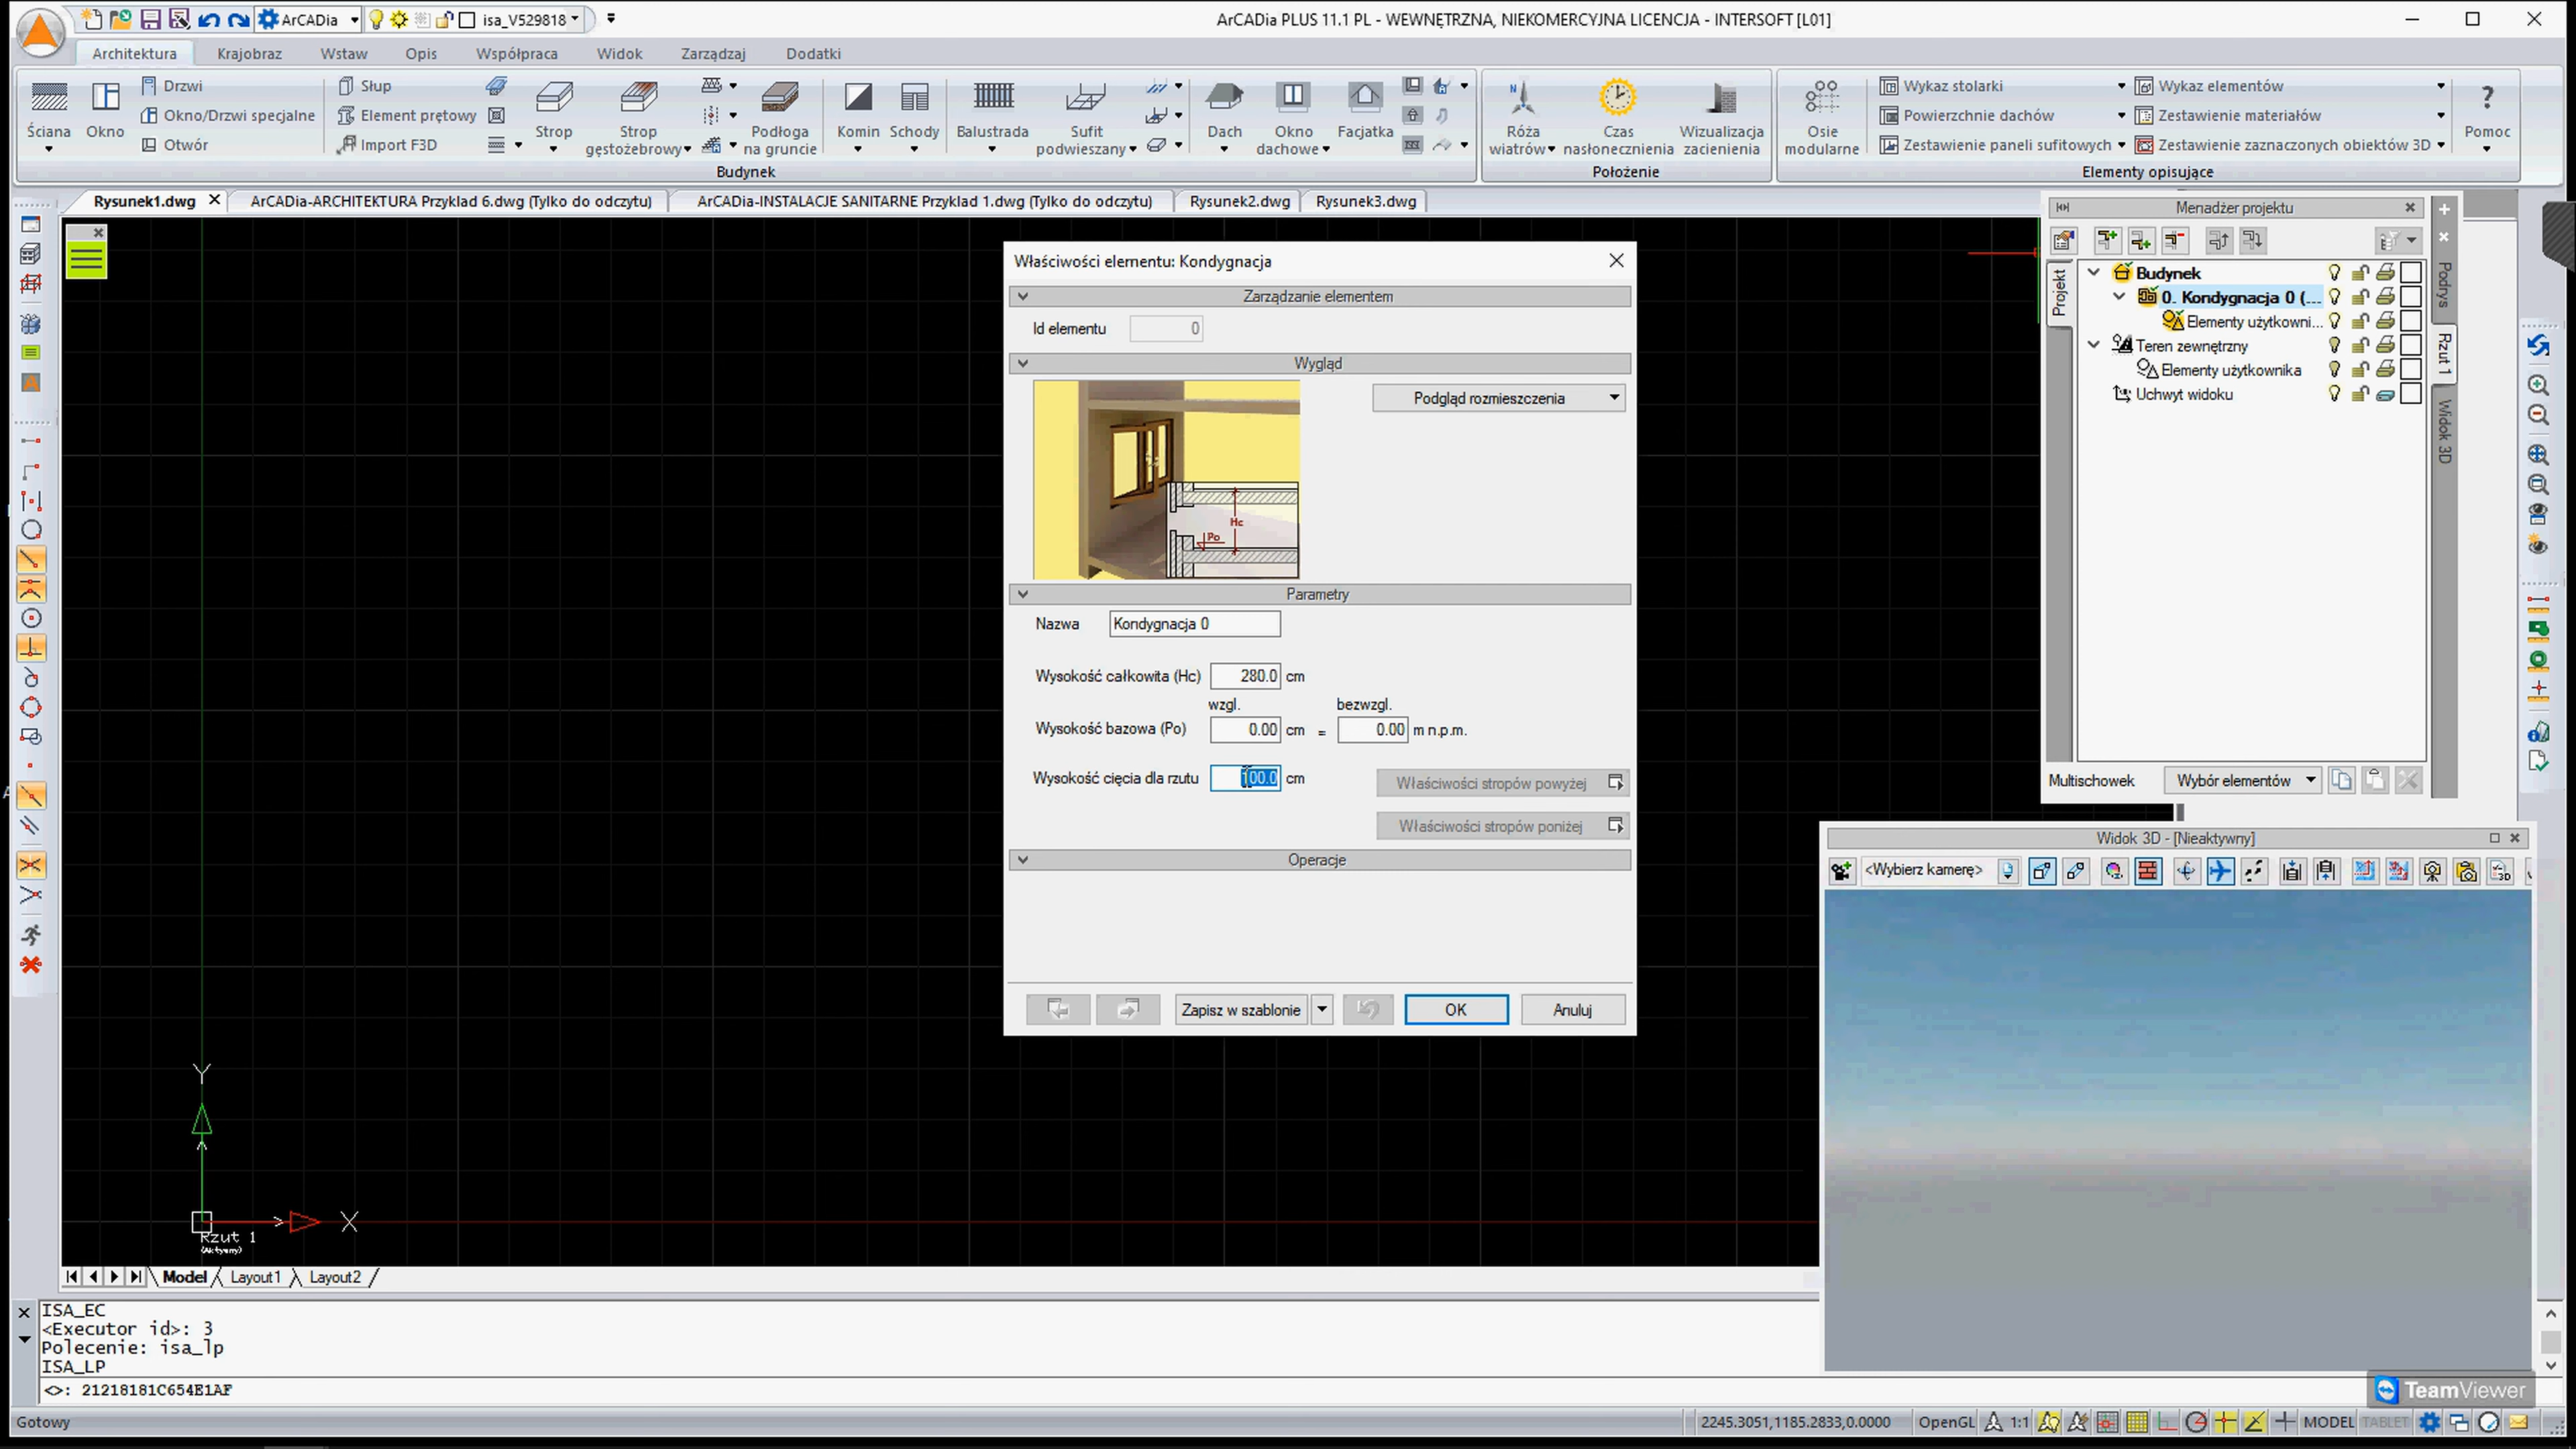 ArCADia
isa_V529818
ArCADia PLUS 11.1 PL - WEWNĘTRZNA, NIEKOMERCYJNA LICENCJA - INTERSOFT [L01]
Architektura Krajobraz Wstaw Opis Współpraca Widok Zarządzaj Dodatki
Ściana
Okno
Drzwi
Okno/Drzwi specjalne
Otwór
Słup
Element prętowy
Import F3D
Strop
Strop gęstożebrowy
Podłoga na gruncie
Komin
Schody
Balustrada
Sufit podwieszany
Dach
Okno dachowe
Facjatka
Róża wiatrów
Czas nasłonecznienia
Wizualizacja zacienienia
Osie modularne
Wykaz stolarki
Powierzchnie dachów
Zestawienie paneli sufitowych
Wykaz elementów
Zestawienie materiałów
Zestawienie zaznaczonych obiektów 3D
Pomoc
Budynek
Położenie
Elementy opisujące
Rysunek1.dwg
ArCADia-ARCHITEKTURA Przyklad 6.dwg (Tylko do odczytu)
ArCADia-INSTALACJE SANITARNE Przyklad 1.dwg (Tylko do odczytu)
Rysunek2.dwg
Rysunek3.dwg
Właściwości elementu: Kondygnacja
Zarządzanie elementem
Id elementu 0
Wygląd
Podgląd rozmieszczenia
Hc
Po
Parametry
Nazwa Kondygnacja 0
Wysokość całkowita (Hc) 280.0 cm
wzgl. bezwzgl.
Wysokość bazowa (Po) 0.00 cm = 0.00 m n.p.m.
Wysokość cięcia dla rzutu 100.0 cm
Właściwości stropów powyżej
Właściwości stropów poniżej
Operacje
Zapisz w szablonie
OK
Anuluj
Menadżer projektu
Projekt
Budynek
0. Kondygnacja 0 (...
Elementy użytkowni...
Teren zewnętrzny
Elementy użytkownika
Uchwyt widoku
Podrys
Rzut 1
Widok 3D
Multischowek Wybór elementów
Widok 3D - [Nieaktywny]
<Wybierz kamerę>
Y
X
Rzut 1
(Aktywny)
Model Layout1 Layout2
ISA_EC
<Executor id>: 3
Polecenie: isa_lp
ISA_LP
<>: 21218181C654E1AF
TeamViewer
Gotowy
2245.3051,1185.2833,0.0000
OpenGL
1:1
MODEL
TABLET